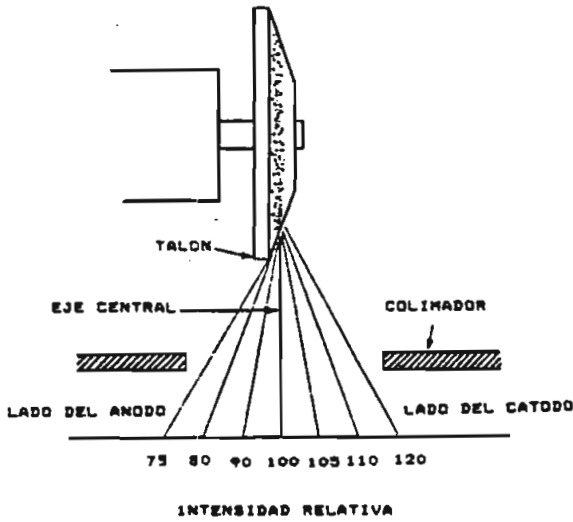 TALON
EJE CENTRAL
COLIMADOR
LADO DEL ANODO
LADO DEL CATODO
75 80 90 100 105 110 120
INTENSIDAD RELATIVA